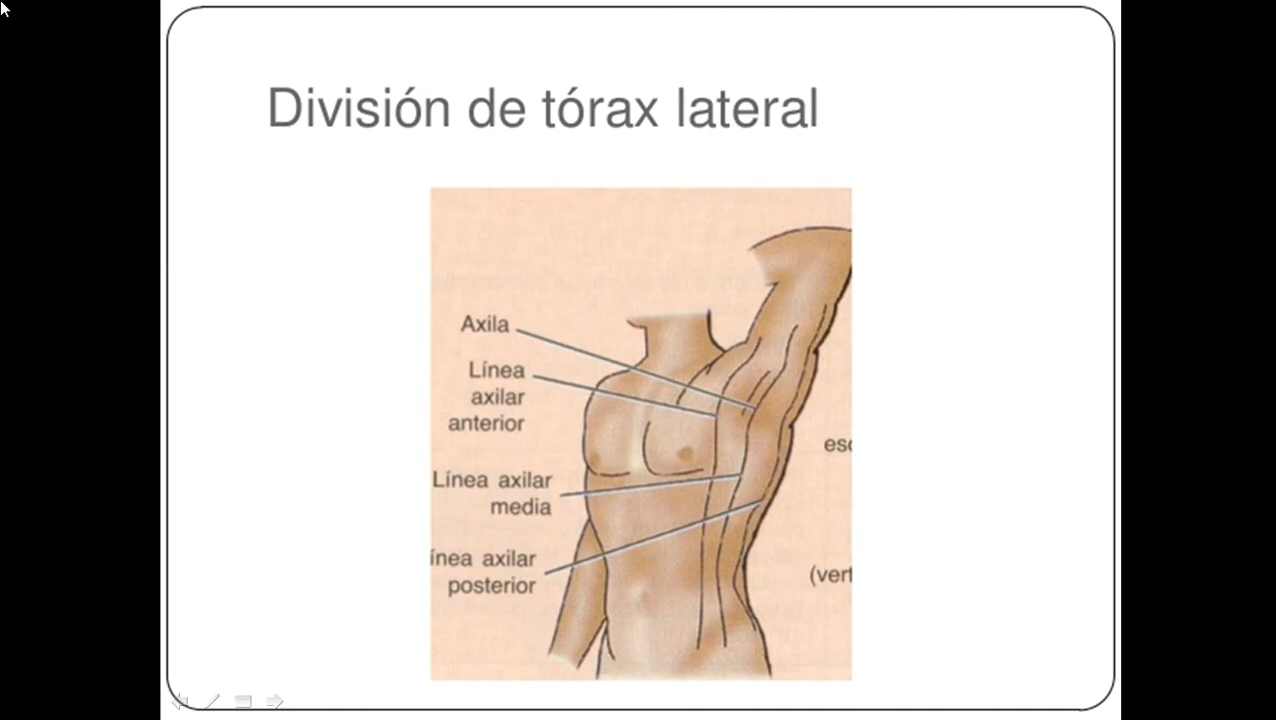 División de tórax lateral
Axila
Línea
axilar
anterior
Línea axilar
media
ínea axilar
posterior
esc
(vert